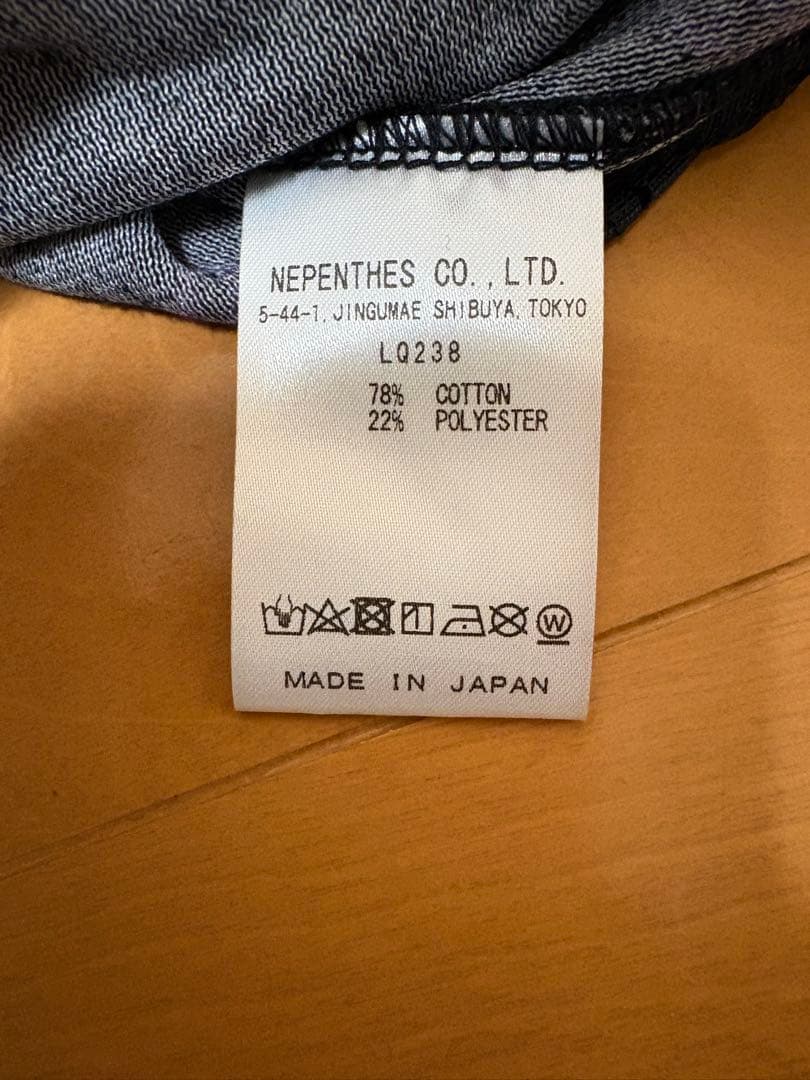 NEPENTHES CO., LTD.
5-44-1, JINGUMAE SHIBUYA, TOKYO
LQ238
78% COTTON
22% POLYESTER
W
MADE IN JAPAN